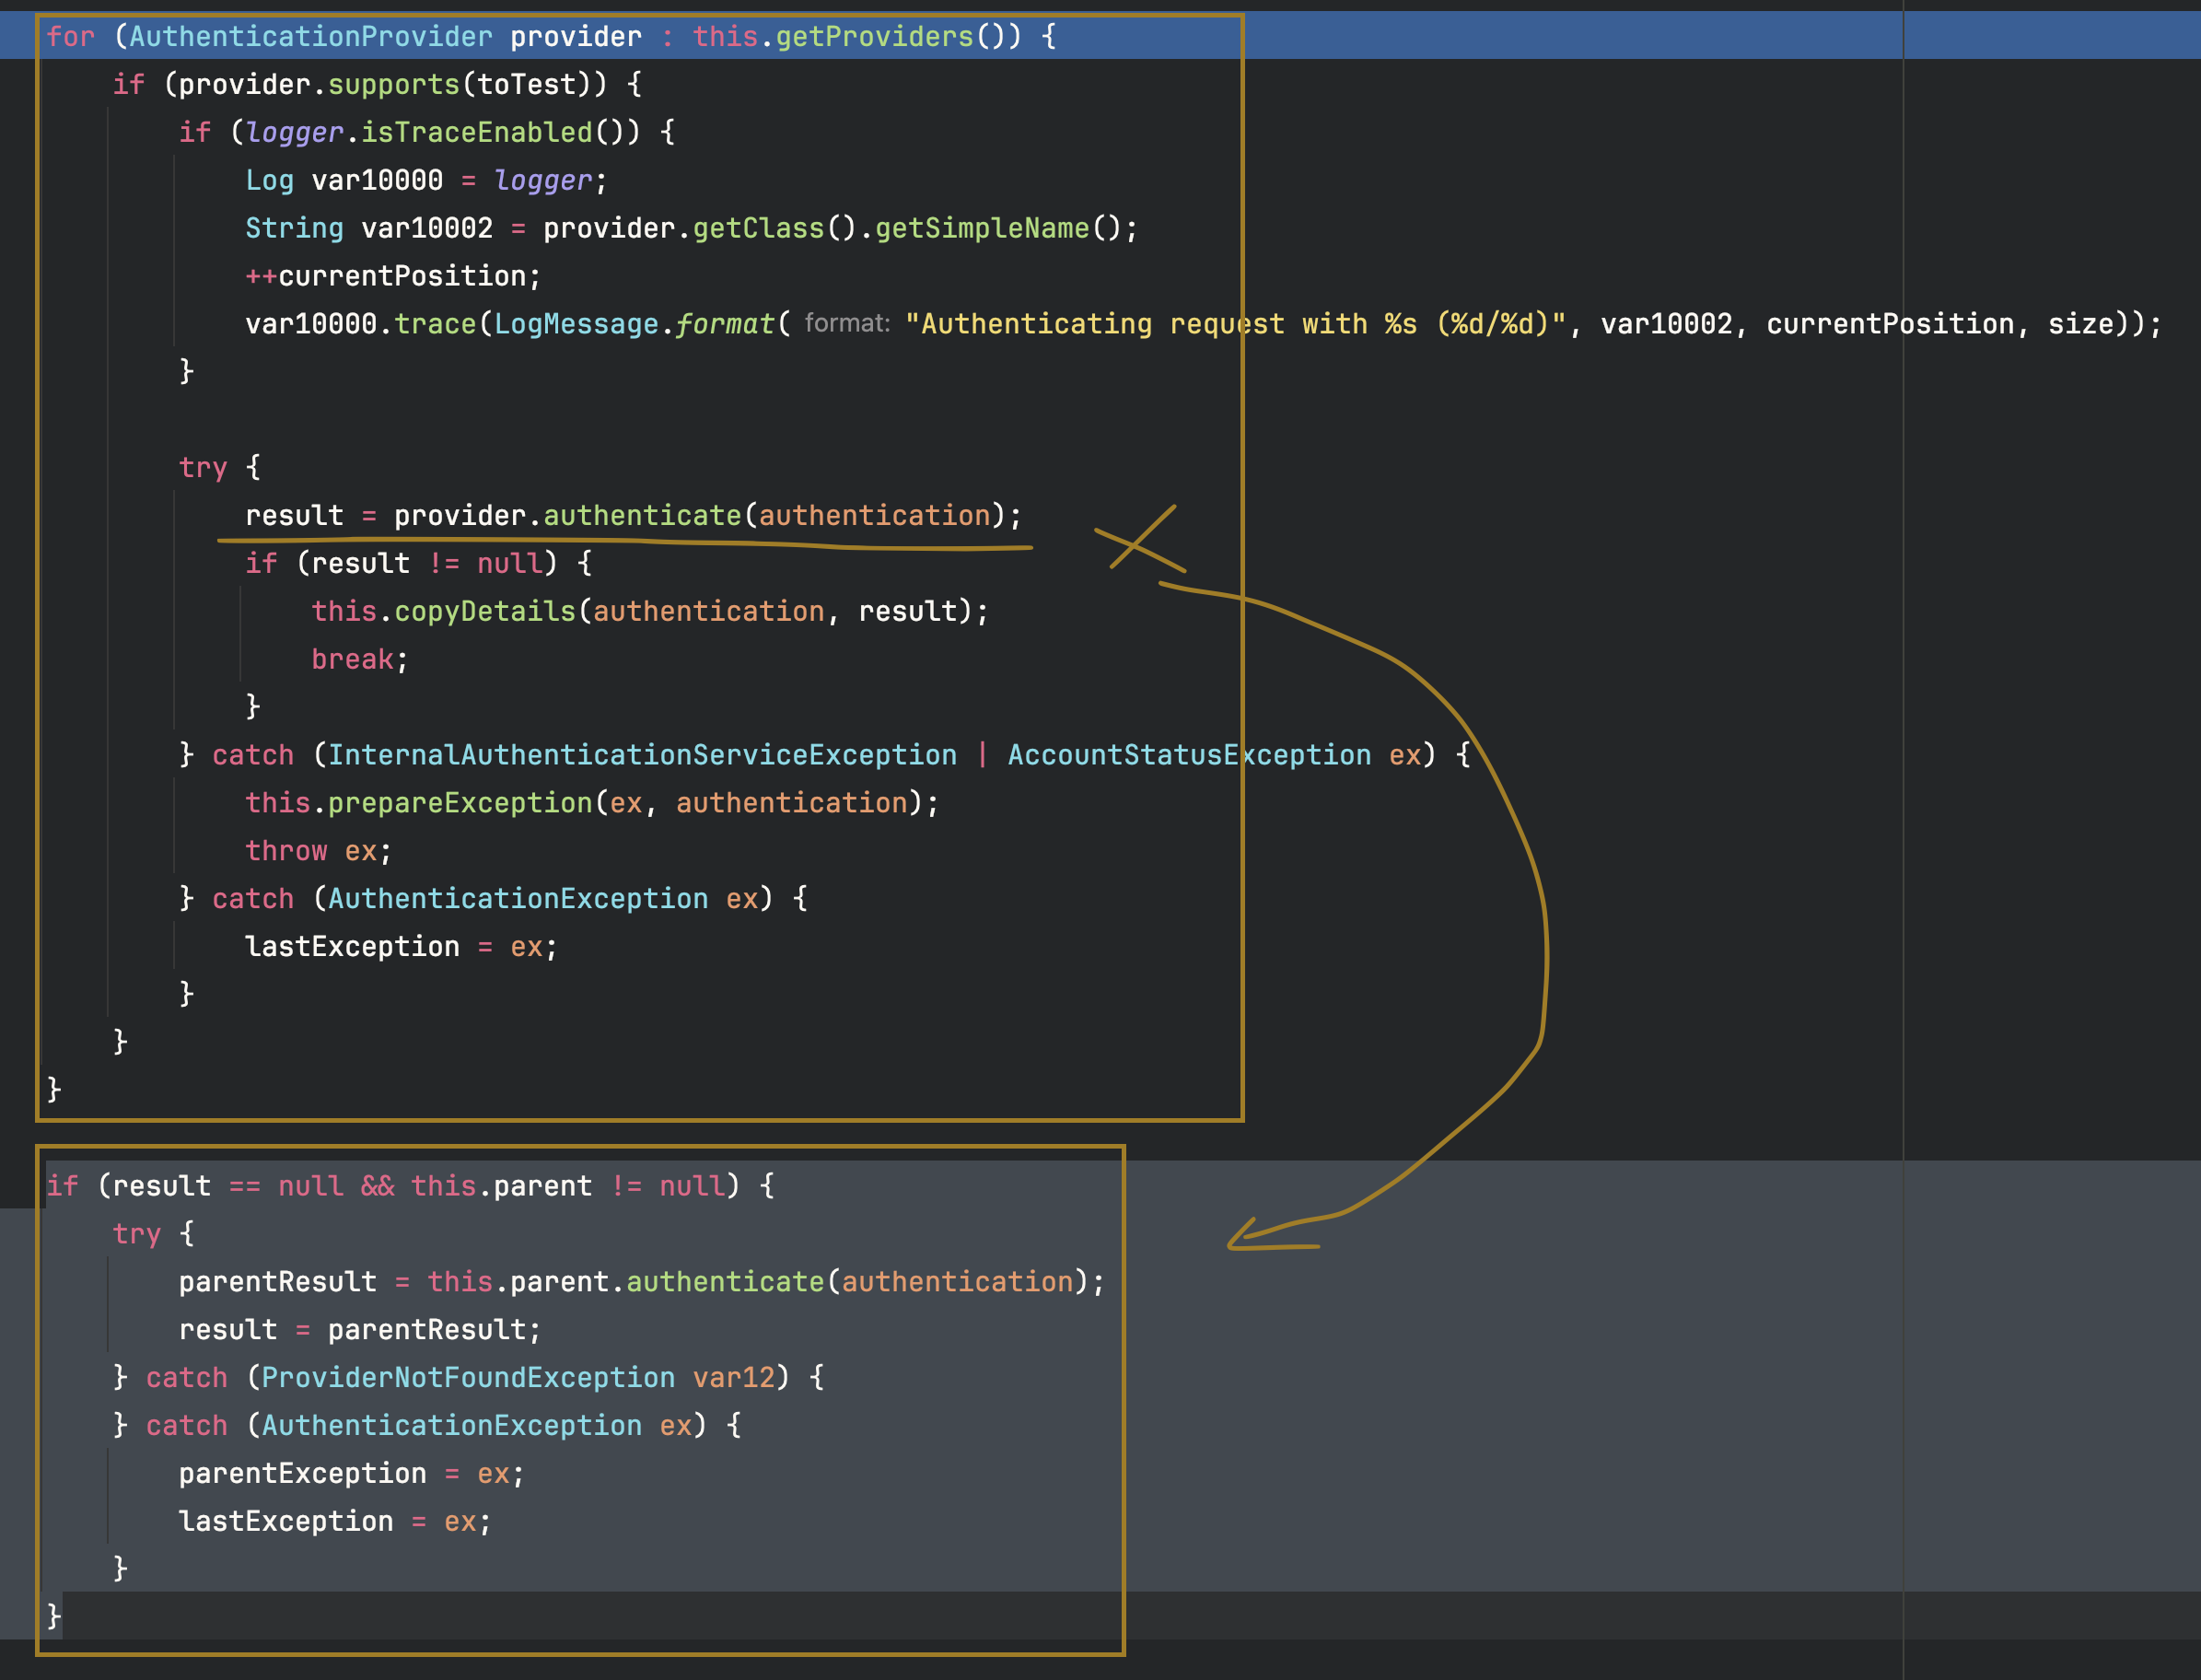 for (AuthenticationProvider provider : this.getProviders()) {
if (provider.supports(toTest)) {
if (logger.isTraceEnabled()) {
Log var10000 = logger;
String var10002 = provider.getClass().getSimpleName();
++currentPosition;
var10000.trace(LogMessage.format( format: "Authenticating request with %s (%d/%d)", var10002, currentPosition, size));
}
try {
result = provider.authenticate(authentication);
if (result != null) {
this.copyDetails(authentication, result);
break;
}
} catch (InternalAuthenticationServiceException | AccountStatusException ex) {
this.prepareException(ex, authentication);
throw ex;
} catch (AuthenticationException ex) {
lastException = ex;
}
}
}
if (result == null && this.parent != null) {
try {
parentResult = this.parent.authenticate(authentication);
result = parentResult;
} catch (ProviderNotFoundException var12) {
} catch (AuthenticationException ex) {
parentException = ex;
lastException = ex;
}
}